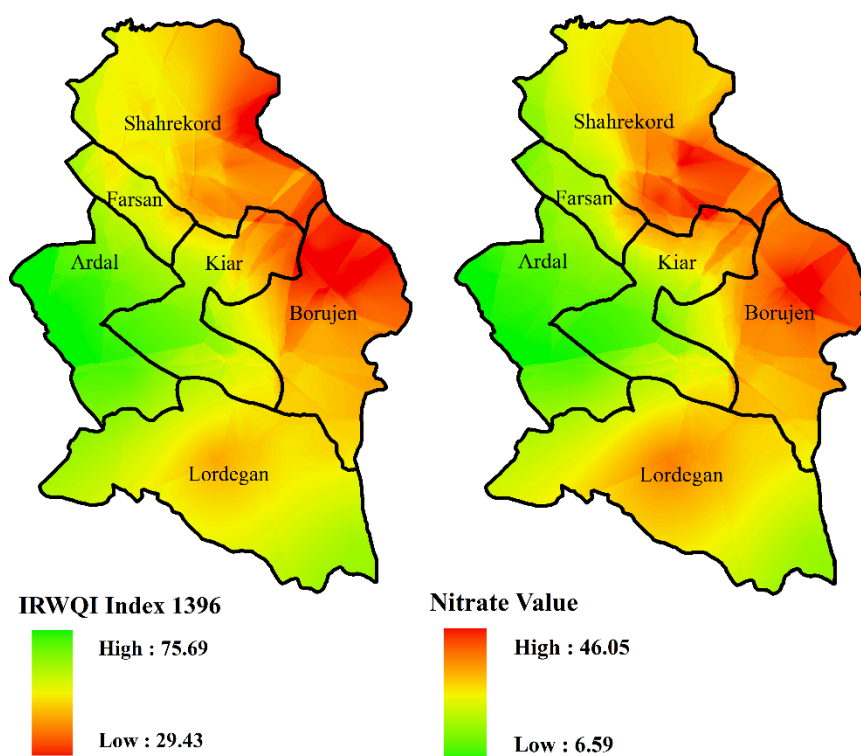 Shahrekord
Farsan
Ardal
Kiar
Borujen
Lordegan
IRWQI Index 1396
High : 75.69
Low : 29.43
Shahrekord
Farsan
Ardal
Kiar
Borujen
Lordegan
Nitrate Value
High : 46.05
Low : 6.59